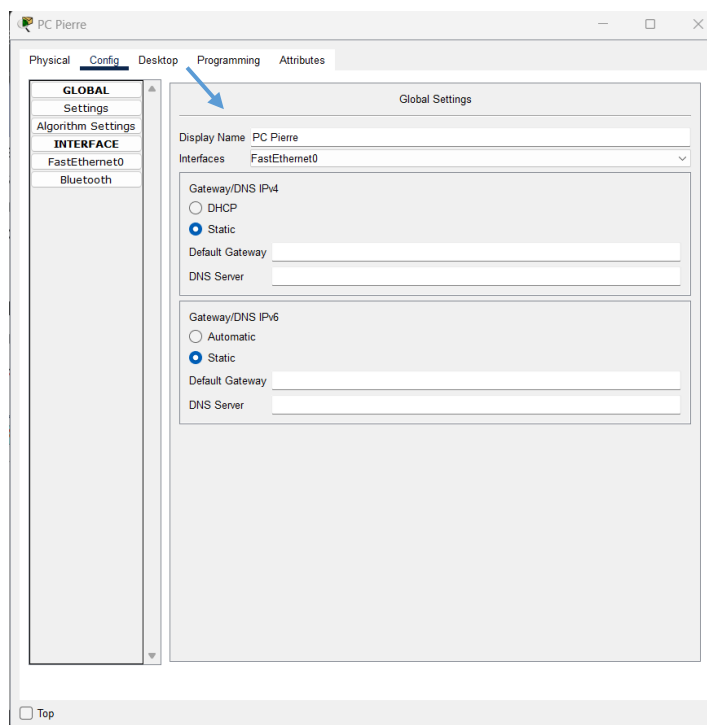 PC Pierre
Physical Config Desktop Programming Attributes
GLOBAL
Settings
Algorithm Settings
INTERFACE
FastEthernet0
Bluetooth
Global Settings
Display Name PC Pierre
Interfaces FastEthernet0
Gateway/DNS IPv4
DHCP
Static
Default Gateway
DNS Server
Gateway/DNS IPv6
Automatic
Static
Default Gateway
DNS Server
Top